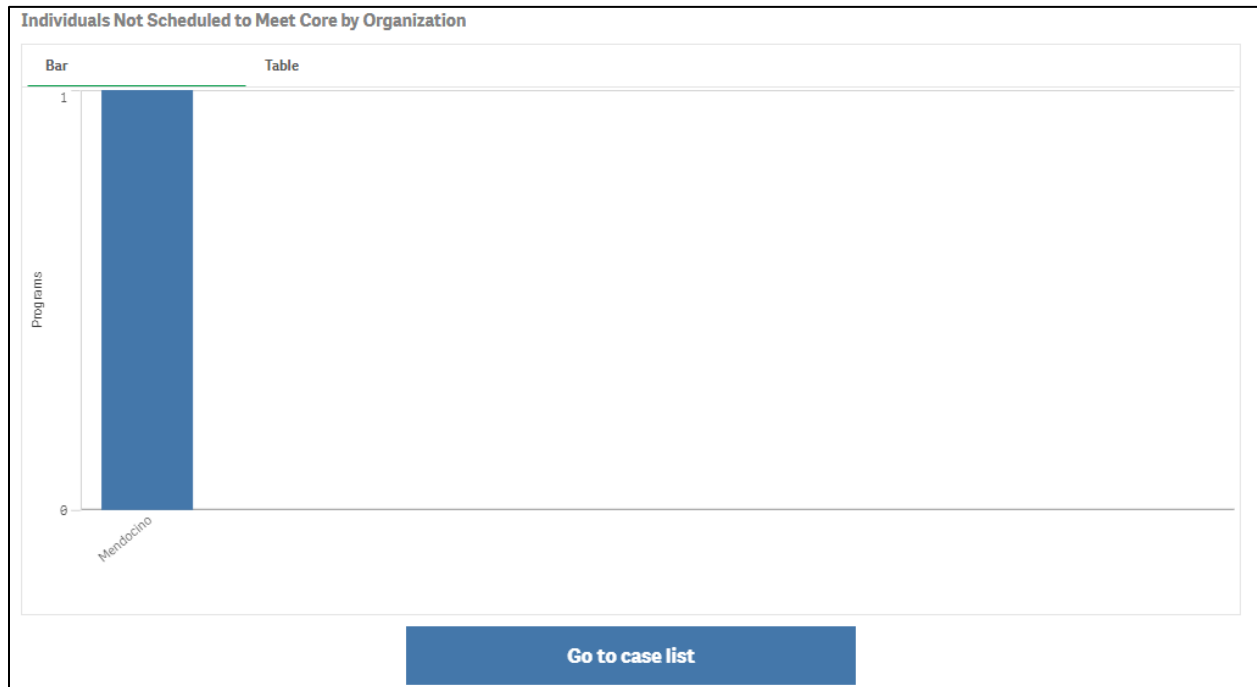 Individuals Not Scheduled to Meet Core by Organization
Bar
Table
1
Programs
0
Mendocino
Go to case list